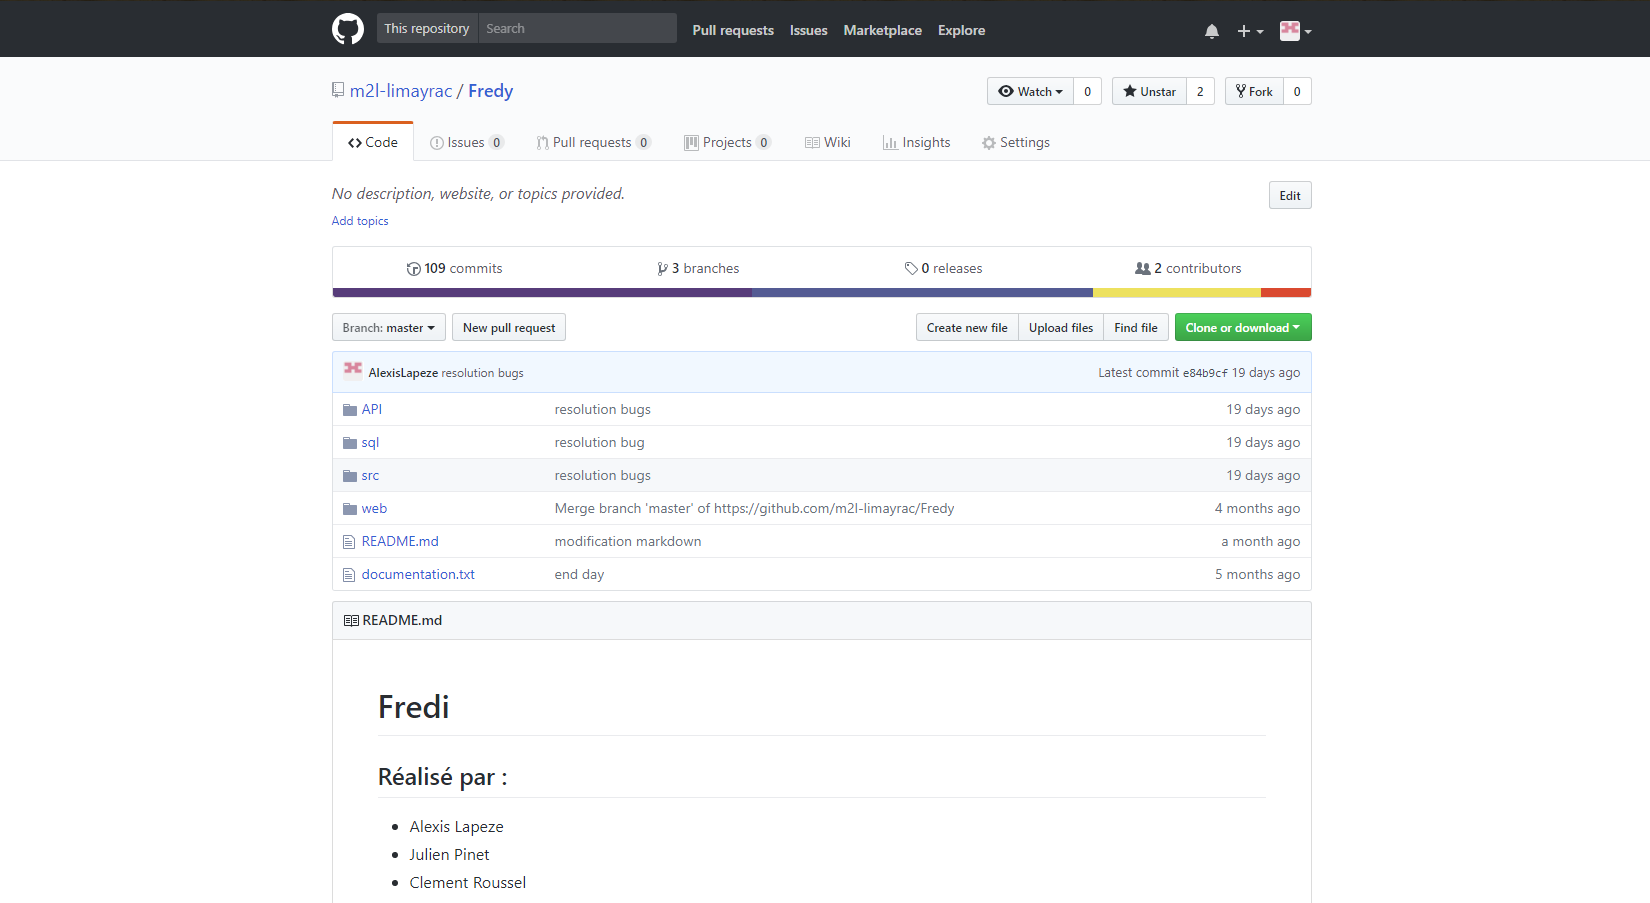 This repository Search Pull requests Issues Marketplace Explore
m2l-limayrac / Fredy Watch 0 Unstar 2 Fork 0
Code Issues 0 Pull requests 0 Projects 0 Wiki Insights Settings
No description, website, or topics provided. Edit
Add topics
109 commits 3 branches 0 releases 2 contributors
Branch: master New pull request Create new file Upload files Find file Clone or download
AlexisLapeze resolution bugs Latest commit e84b9cf 19 days ago
API resolution bugs 19 days ago
sql resolution bug 19 days ago
src resolution bugs 19 days ago
web Merge branch 'master' of https://github.com/m2l-limayrac/Fredy 4 months ago
README.md modification markdown a month ago
documentation.txt end day 5 months ago
README.md
Fredi
Réalisé par :
Alexis Lapeze
Julien Pinet
Clement Roussel